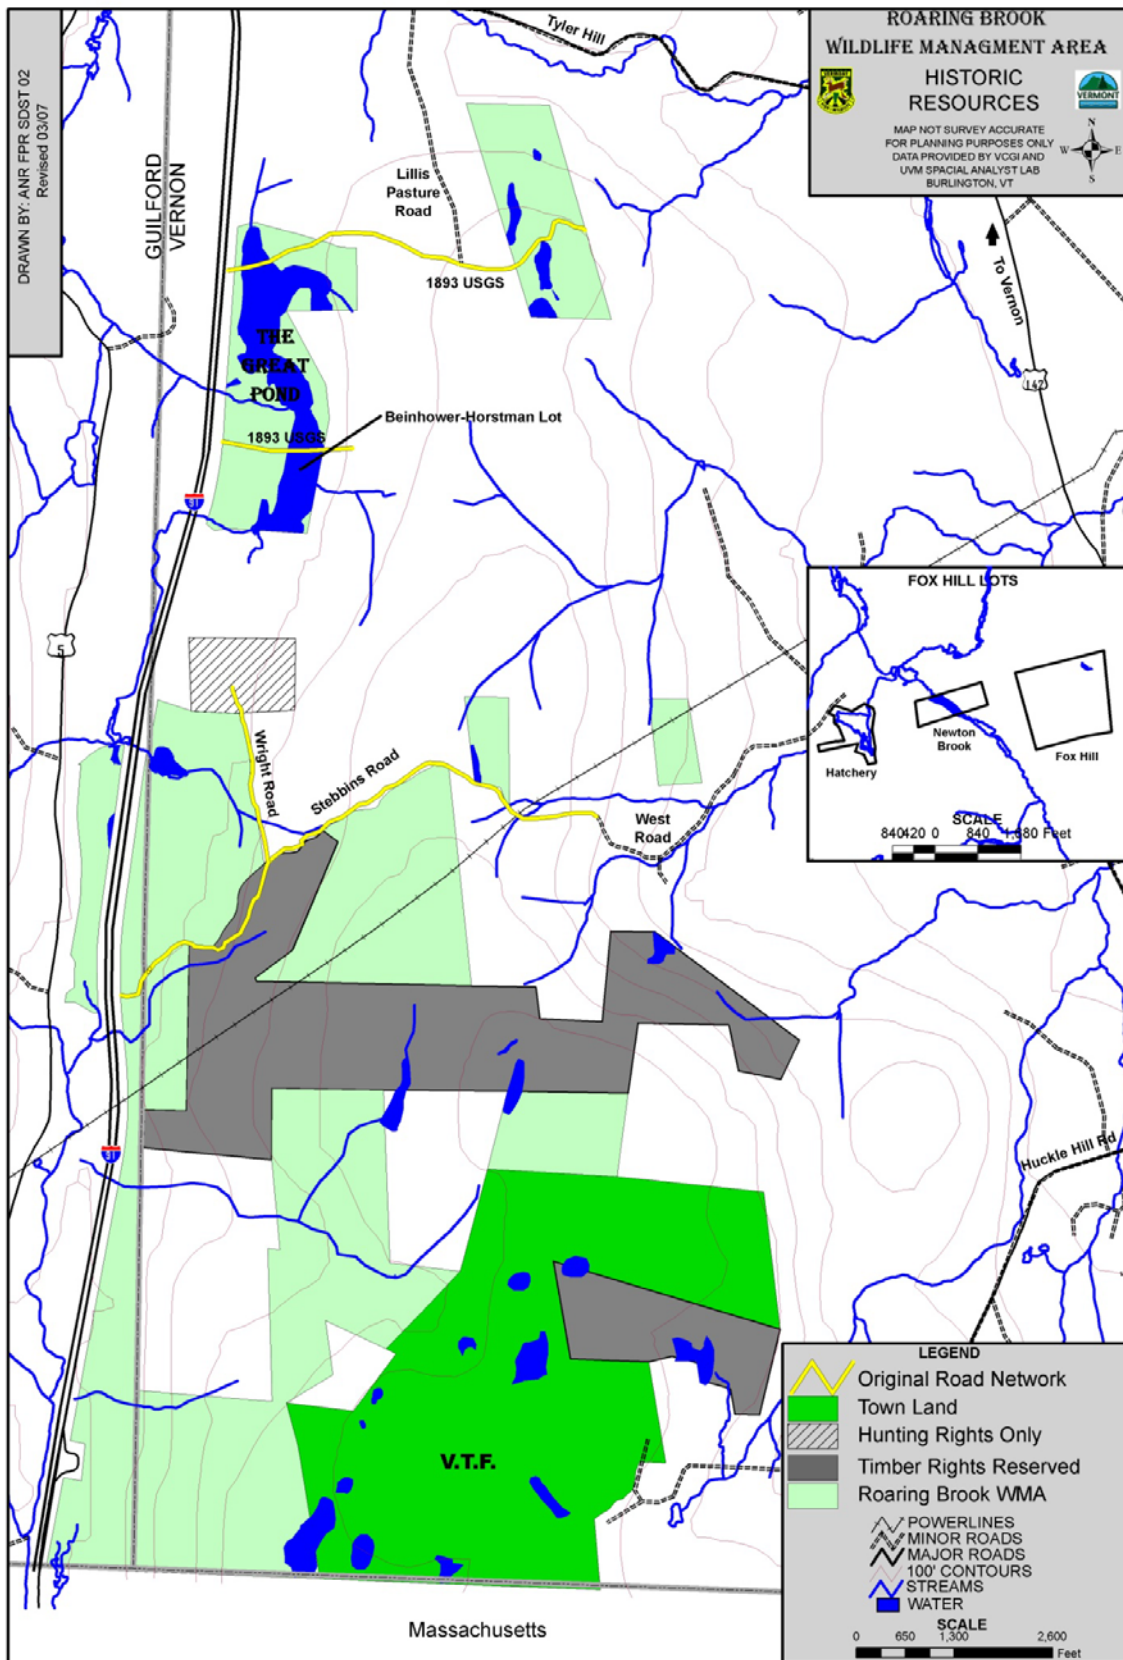 DRAWN BY: ANR FPR SDST 02
Revised 03/07
ROARING BROOK
WILDLIFE MANAGMENT AREA
HISTORIC
RESOURCES
VERMONT
MAP NOT SURVEY ACCURATE
FOR PLANNING PURPOSES ONLY
DATA PROVIDED BY VCGI AND
UVM SPACIAL ANALYST LAB
BURLINGTON, VT
N
W
E
S
Tyler Hill
GUILFORD
VERNON
Lillis
Pasture
Road
1893 USGS
To Vernon
142
THE
GREAT
POND
Beinhower-Horstman Lot
1893 USGS
91
5
FOX HILL LOTS
Newton
Brook
Hatchery
Fox Hill
SCALE
840420 0 840 1,680 Feet
Wright Road
Stebbins Road
West
Road
91
Huckle Hill Rd
V.T.F.
Massachusetts
LEGEND
Original Road Network
Town Land
Hunting Rights Only
Timber Rights Reserved
Roaring Brook WMA
POWERLINES
MINOR ROADS
MAJOR ROADS
100' CONTOURS
STREAMS
WATER
SCALE
0 650 1,300 2,600
Feet